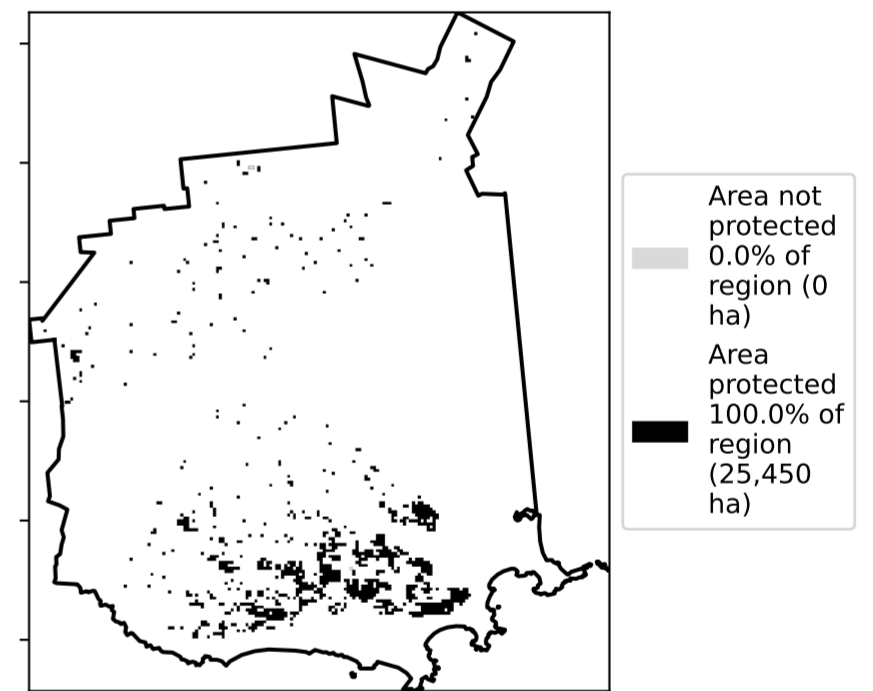 Area not
protected
0.0% of
region (0
ha)
Area
protected
100.0% of
region
(25,450
ha)